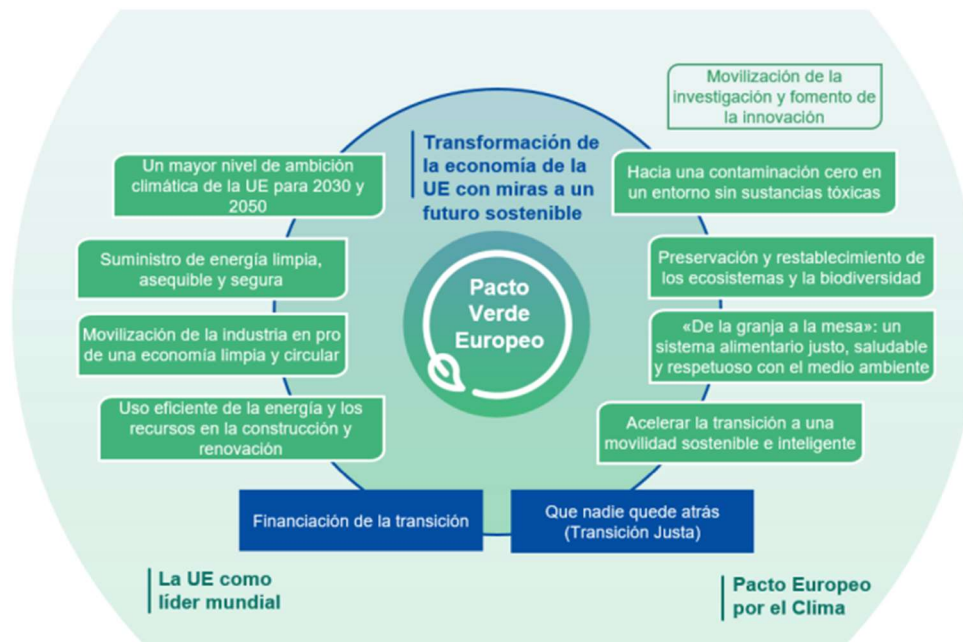 Movilización de la
investigación y fomento de
la innovación
Transformación de
la economía de la
UE con miras a un
futuro sostenible
Un mayor nivel de ambición
climática de la UE para 2030 y
2050
Suministro de energía limpia,
asequible y segura
Movilización de la industria en pro
de una economía limpia y circular
Uso eficiente de la energía y los
recursos en la construcción y
renovación
Pacto
Verde
Europeo
Hacia una contaminación cero en
un entorno sin sustancias tóxicas
Preservación y restablecimiento de
los ecosistemas y la biodiversidad
«De la granja a la mesa»: un
sistema alimentario justo, saludable
y respetuoso con el medio ambiente
Acelerar la transición a una
movilidad sostenible e inteligente
Financiación de la transición
Que nadie quede atrás
(Transición Justa)
La UE como
líder mundial
Pacto Europeo
por el Clima